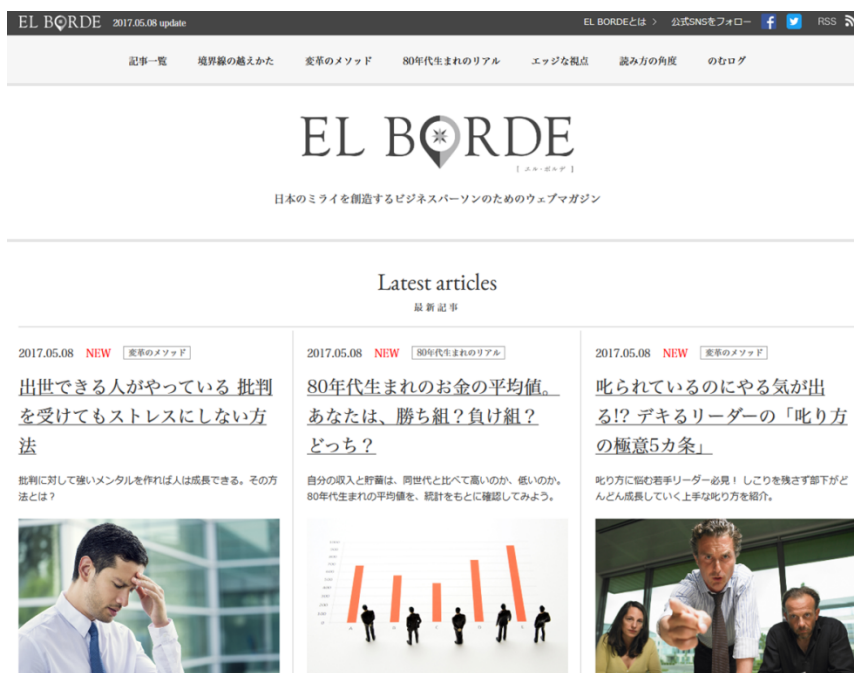 EL BORDE 2017.05.08 update EL BORDEとは > 公式SNSをフォロー RSS
記事一覧 境界線の越えかた 変革のメソッド 80年代生まれのリアル エッジな視点 読み方の角度 のむログ
EL BORDE
[ エル・ボルデ ]
日本のミライを創造するビジネスパーソンのためのウェブマガジン
Latest articles
最新記事
2017.05.08 NEW 変革のメソッド
出世できる人がやっている 批判
を受けてもストレスにしない方
法
批判に対して強いメンタルを作れば人は成長できる。その方
法とは？
2017.05.08 NEW 80年代生まれのリアル
80年代生まれのお金の平均値。
あなたは、勝ち組？負け組？
どっち？
自分の収入と貯蓄は、同世代と比べて高いのか、低いのか。
80年代生まれの平均値を、統計をもとに確認してみよう。
2017.05.08 NEW 変革のメソッド
叱られているのにやる気が出
る!? デキるリーダーの「叱り方
の極意5カ条」
叱り方に悩む若手リーダー必見！ しこりを残さず部下がど
んどん成長していく上手な叱り方を紹介。